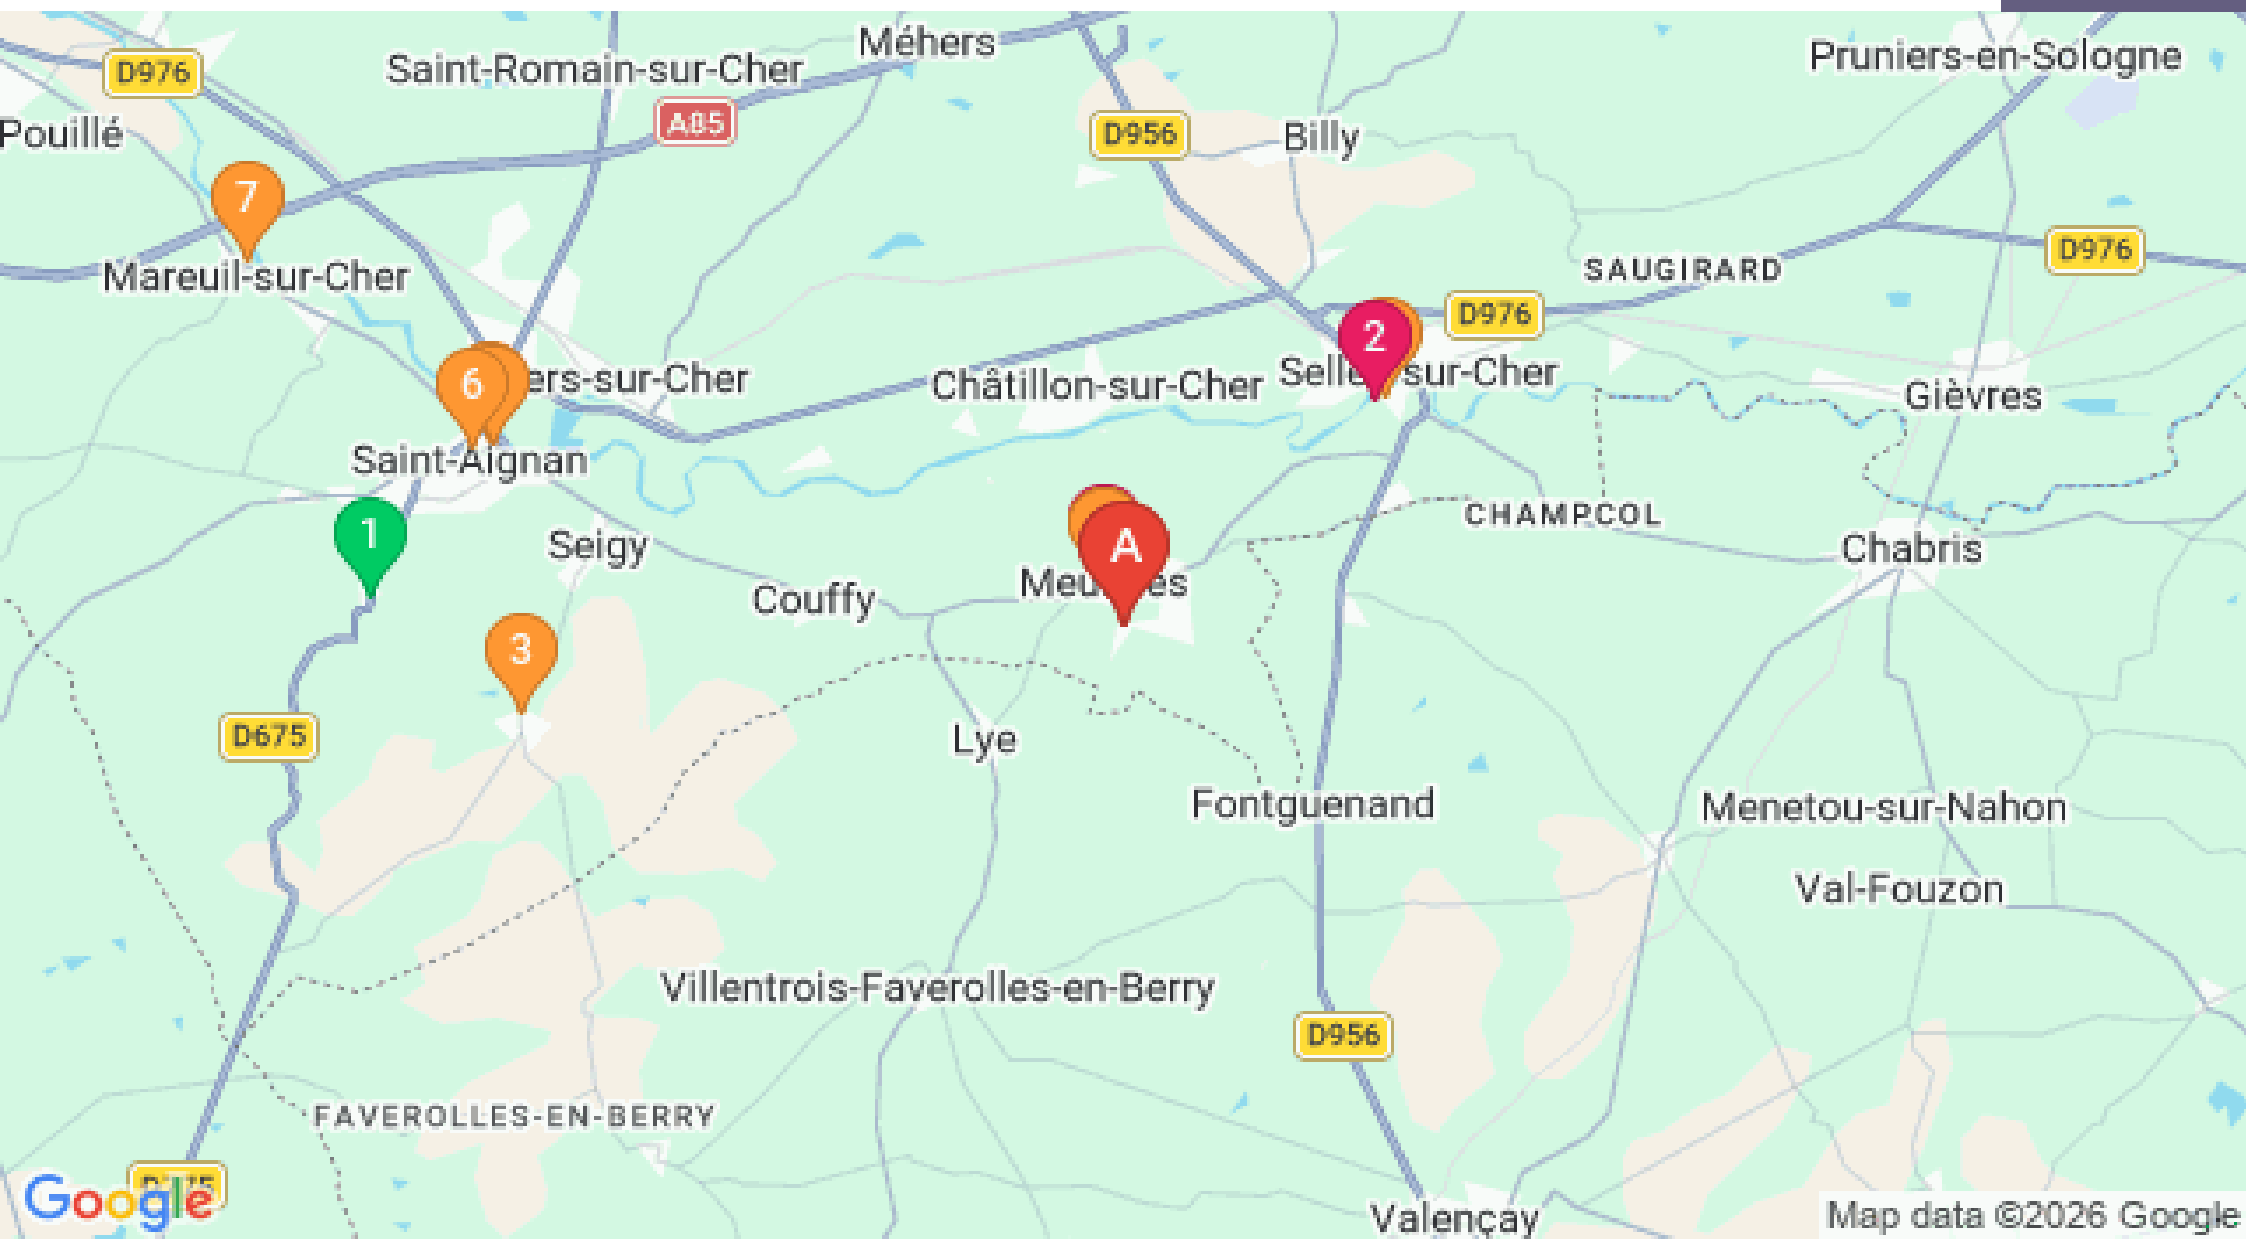 Méhers
Pruniers-en-Sologne
D976
Saint-Romain-sur-Cher
A85
Pouillé
D956
Billy
7
D976
SAUGIRARD
Mareuil-sur-Cher
D976
2
6
ers-sur-Cher
Châtillon-sur-Cher
sur-Cher
Gièvres
Saint-Aignan
CHAMPCOL
1
Seigy
A
Chabris
Couffy
3
D675
Lye
Fontguenand
Menetou-sur-Nahon
Val-Fouzon
Villentrois-Faverolles-en-Berry
D956
FAVEROLLES-EN-BERRY
Google
Valençay
Map data ©2026 Google